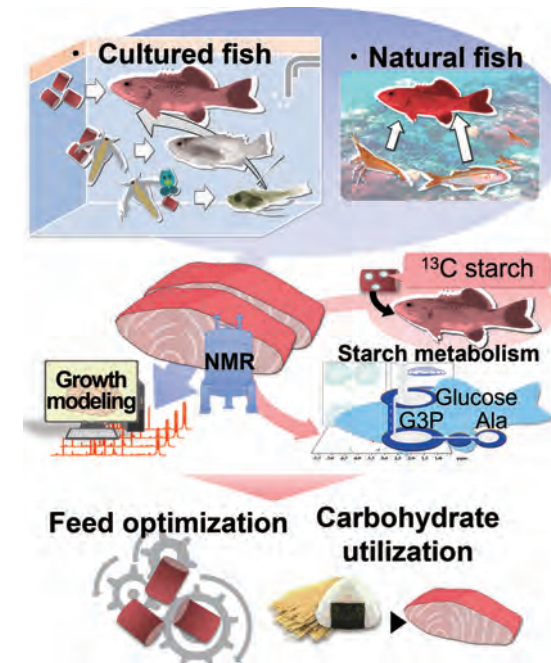 ・ Cultured fish
・ Natural fish
13C starch
Starch metabolism
NMR
Growth
modeling
Glucose
G3P
Ala
Feed optimization
Carbohydrate
utilization